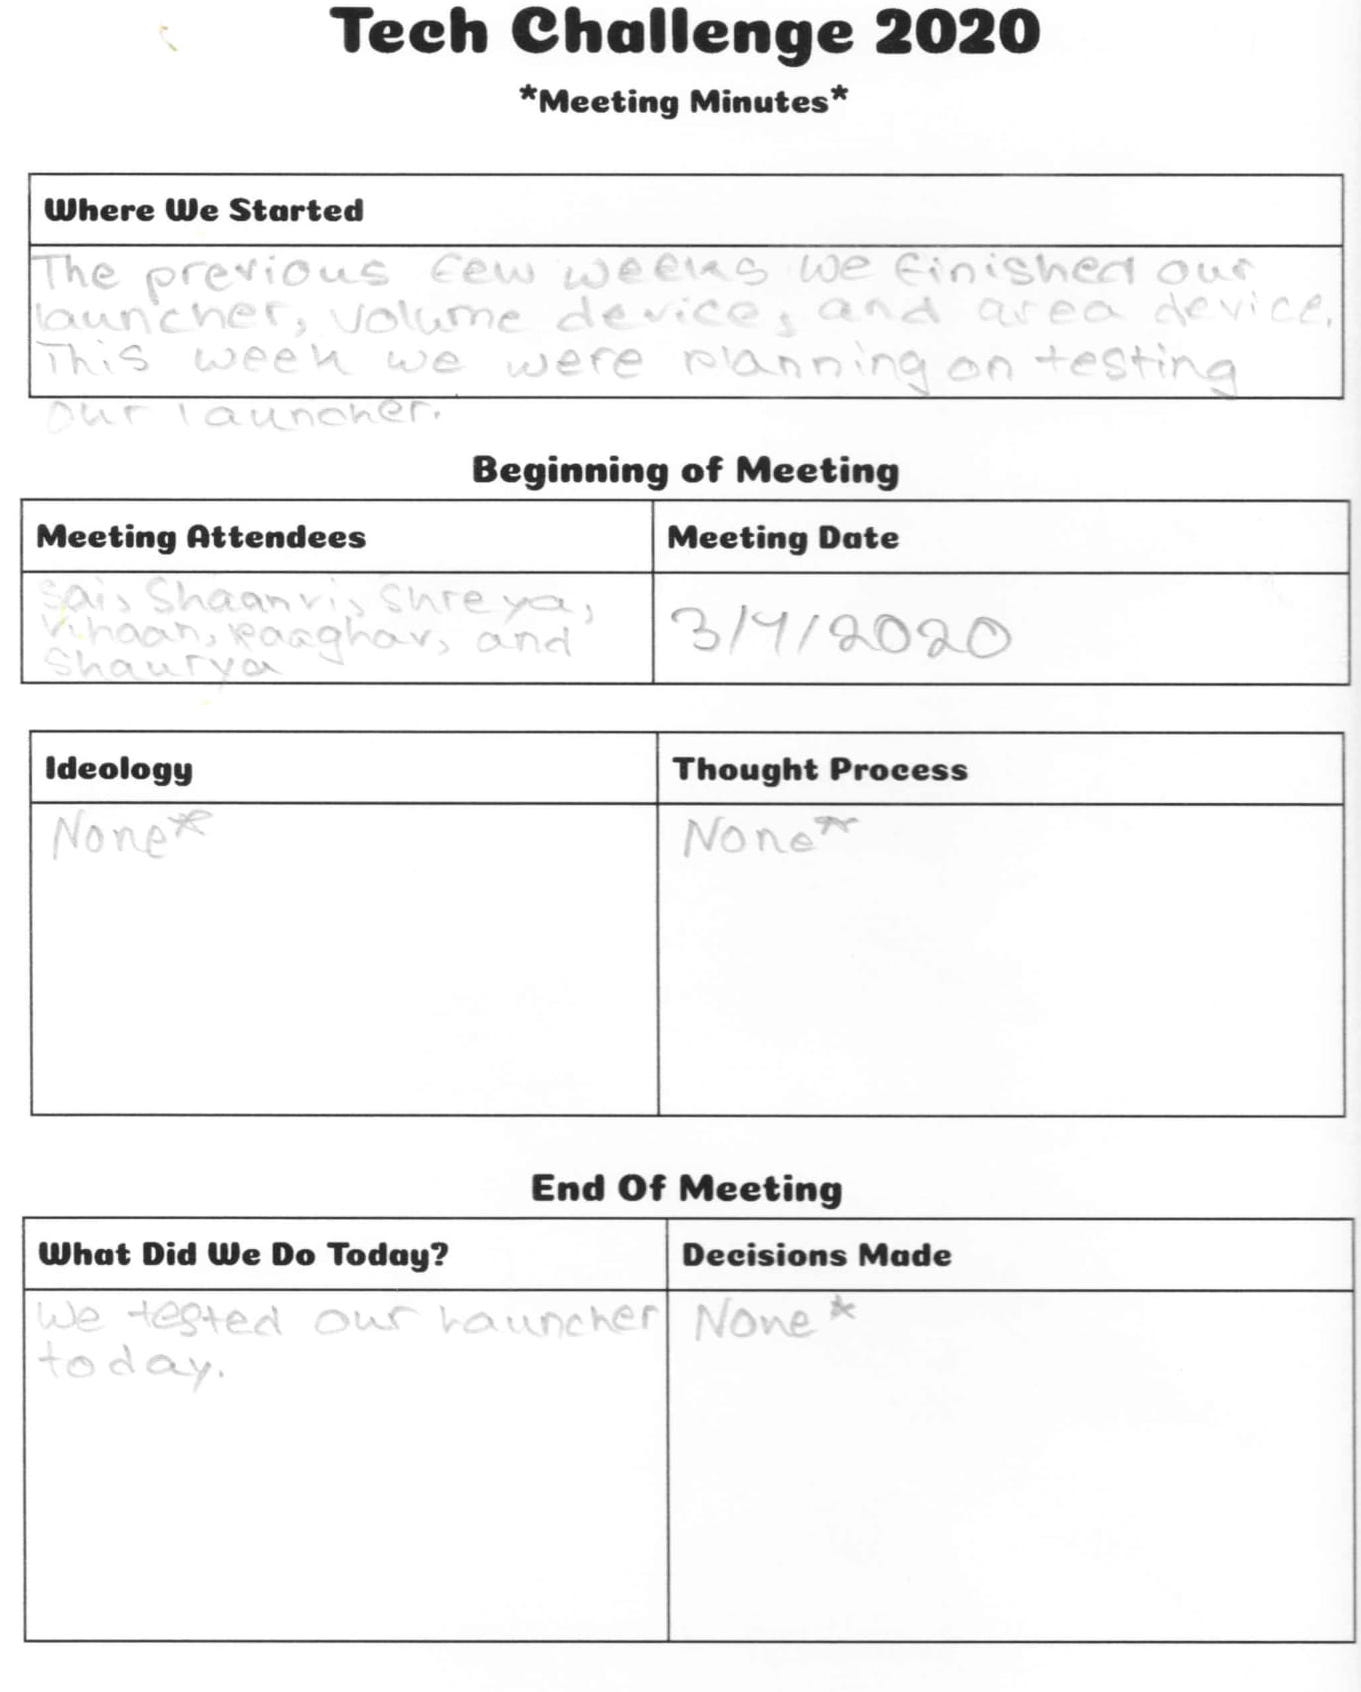 Tech Challenge 2020
*Meeting Minutes*
Where We Started
The previous few weeks we finished our
launcher, volume device, and area device.
This week we were planning on testing
our launcher.
Beginning of Meeting
Meeting Attendees
Meeting Date
Sai, Shaanvi, Shreya,
Vihaan, Raaghav, and
Shaurya
3/7/2020
Ideology
Thought Process
None*
None*
End Of Meeting
What Did We Do Today?
Decisions Made
We tested our launcher
today.
None*